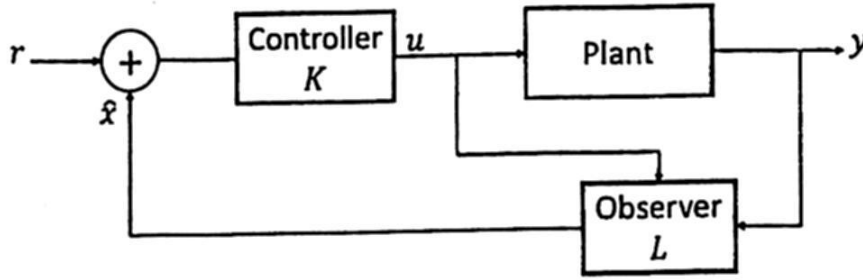 r
+
Controller
K
u
Plant
y
x̂
Observer
L